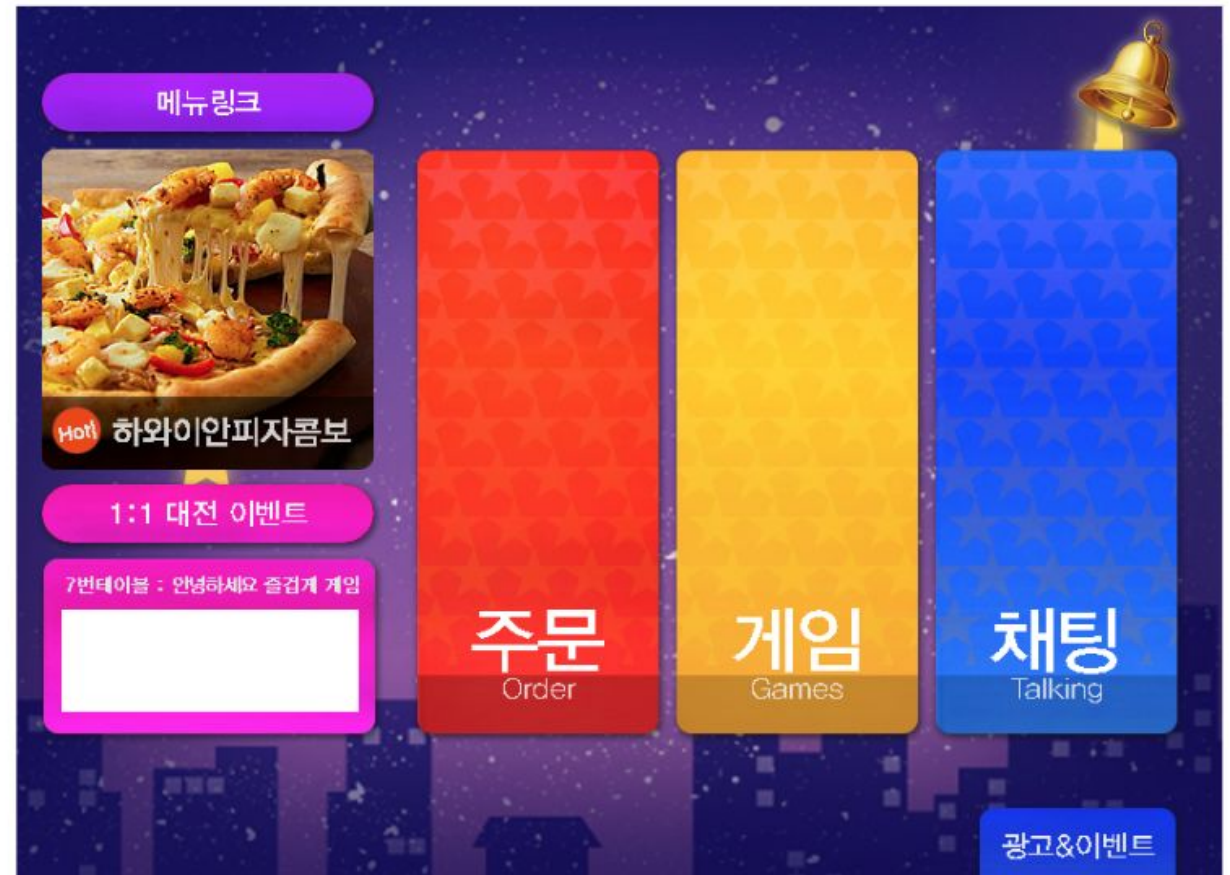 메뉴링크
Hot!
하와이안피자콤보
1:1 대전 이벤트
7번테이블 : 안녕하세요 즐겁게 게임
주문
Order
게임
Games
채팅
Talking
광고&이벤트